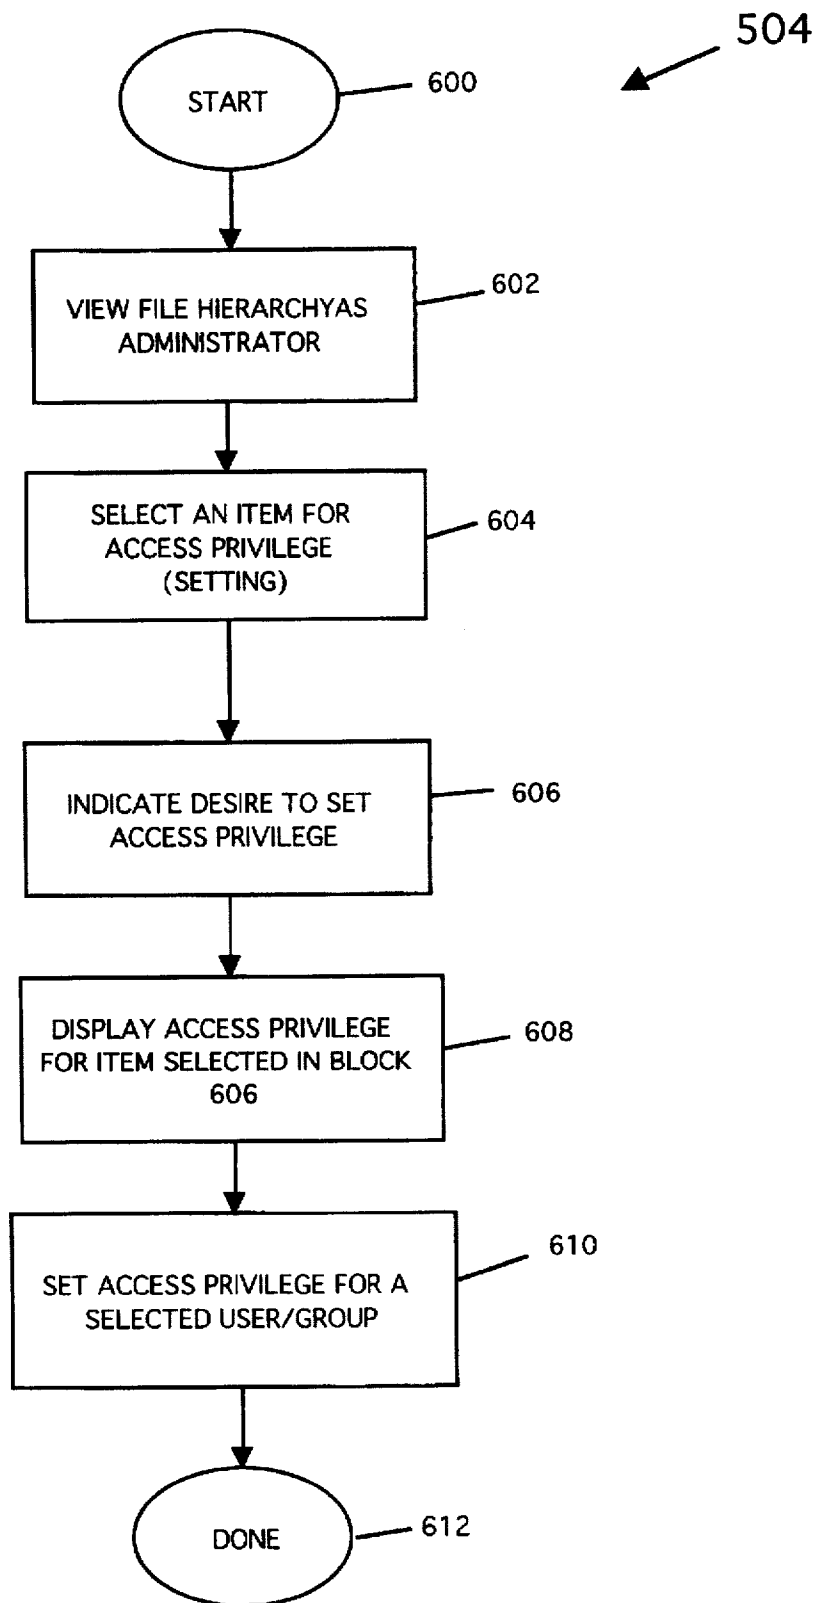 504
START
600
VIEW FILE HIERARCHYAS
ADMINISTRATOR
602
SELECT AN ITEM FOR
ACCESS PRIVILEGE
(SETTING)
604
INDICATE DESIRE TO SET
ACCESS PRIVILEGE
606
DISPLAY ACCESS PRIVILEGE
FOR ITEM SELECTED IN BLOCK
606
608
SET ACCESS PRIVILEGE FOR A
SELECTED USER/GROUP
610
DONE
612